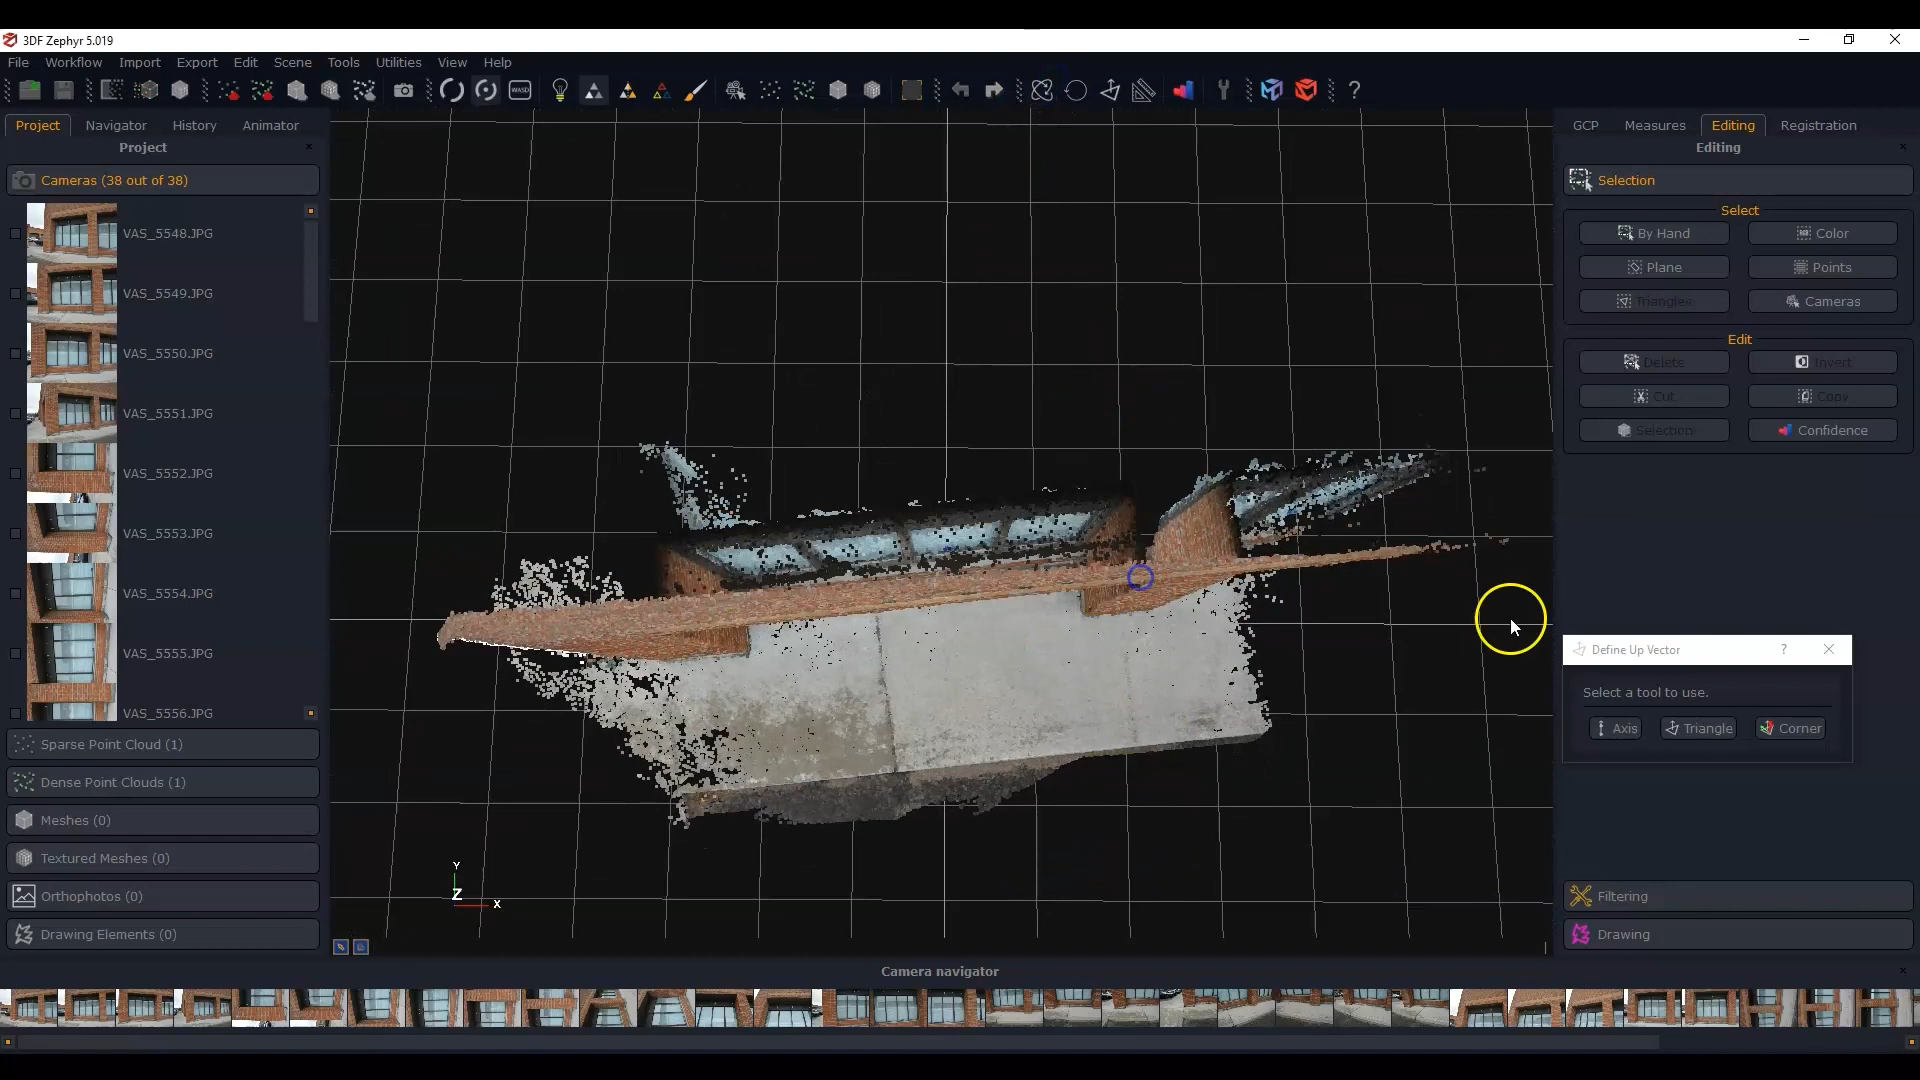 3DF Zephyr 5.019
File Workflow Import Export Edit Scene Tools Utilities View Help
WASD
?
Project Navigator History Animator
Project
Cameras (38 out of 38)
VAS_5548.JPG
VAS_5549.JPG
VAS_5550.JPG
VAS_5551.JPG
VAS_5552.JPG
VAS_5553.JPG
VAS_5554.JPG
VAS_5555.JPG
VAS_5556.JPG
Sparse Point Cloud (1)
Dense Point Clouds (1)
Meshes (0)
Textured Meshes (0)
Orthophotos (0)
Drawing Elements (0)
Y
Z
X
GCP Measures Editing Registration
Editing
Selection
Select
By Hand Color
Plane Points
Triangles Cameras
Edit
Delete Invert
Cut Copy
Selection Confidence
Define Up Vector ?
Select a tool to use.
Axis Triangle Corner
Filtering
Drawing
Camera navigator